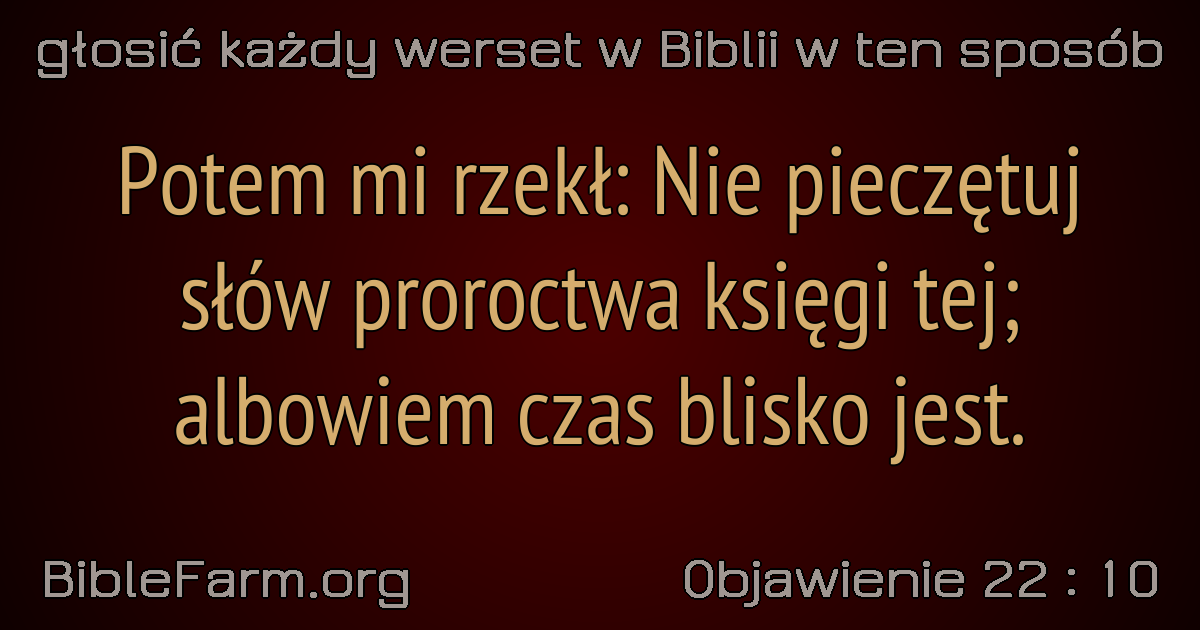 głosić każdy werset w Biblii w ten sposób
Potem mi rzekł: Nie pieczętuj
słów proroctwa księgi tej;
albowiem czas blisko jest.
BibleFarm.org
Objawienie 22 : 10